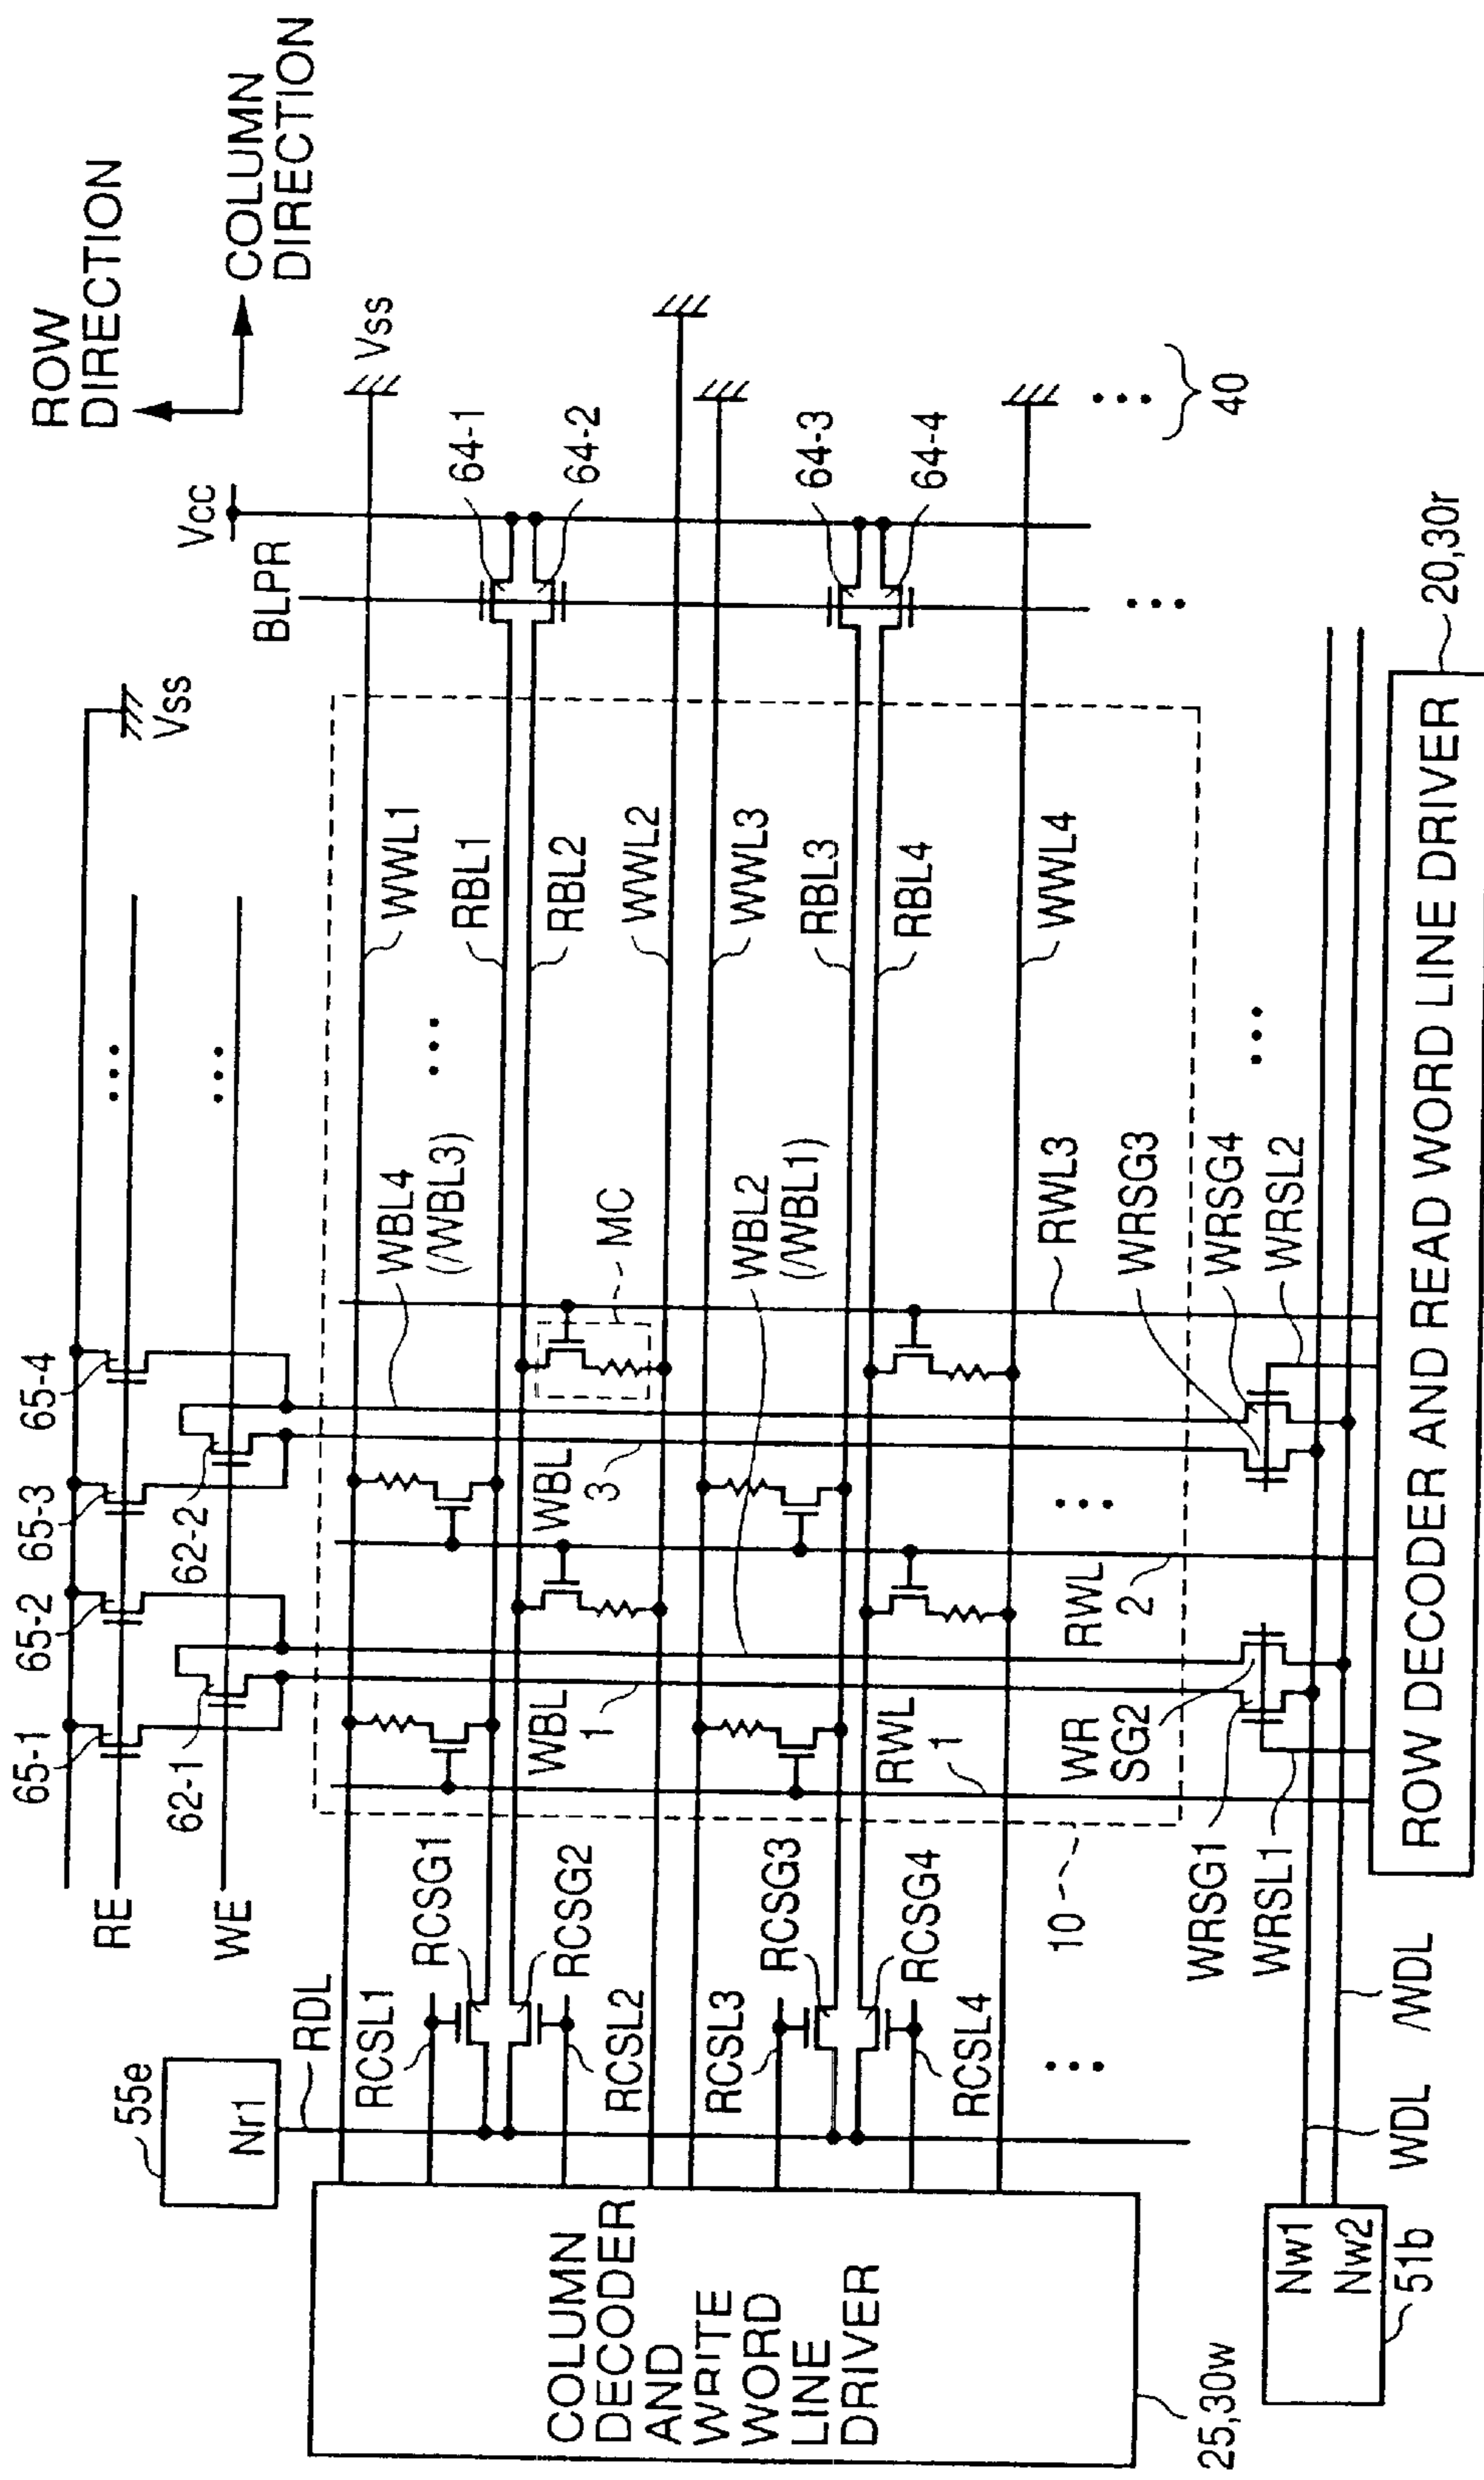 ROW
DIRECTION
COLUMN
DIRECTION
65-1
65-2
65-3
65-4
RE
Vss
62-1
62-2
WE
Vcc
BLPR
Vss
55e
Nr1
RDL
WBL4
(/WBL3)
WWL1
RCSL1
RCSG1
RBL1
64-1
RCSG2
WBL
1
WBL
3
MC
RBL2
64-2
RCSL2
WWL2
COLUMN
DECODER
AND
WRITE
WORD
LINE
DRIVER
WBL2
(/WBL1)
WWL3
RCSL3
RCSG3
RBL3
64-3
RCSG4
RWL
1
RBL4
64-4
RCSL4
WWL4
RWL
2
RWL3
10
WR
SG2
WRSG3
40
WRSG1
WRSG4
WRSL1
WRSL2
25,30w
Nw1
Nw2
51b
WDL
/WDL
ROW DECODER AND READ WORD LINE DRIVER
20,30r